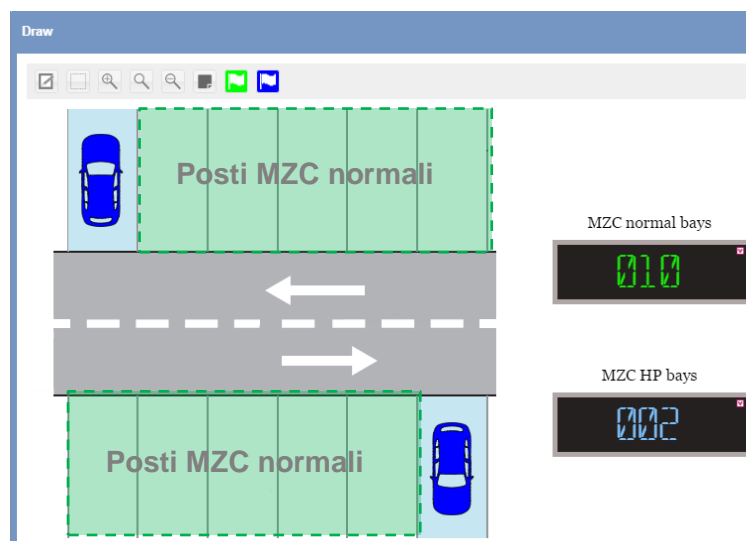 Draw
Posti MZC normali
MZC normal bays
010
MZC HP bays
002
Posti MZC normali